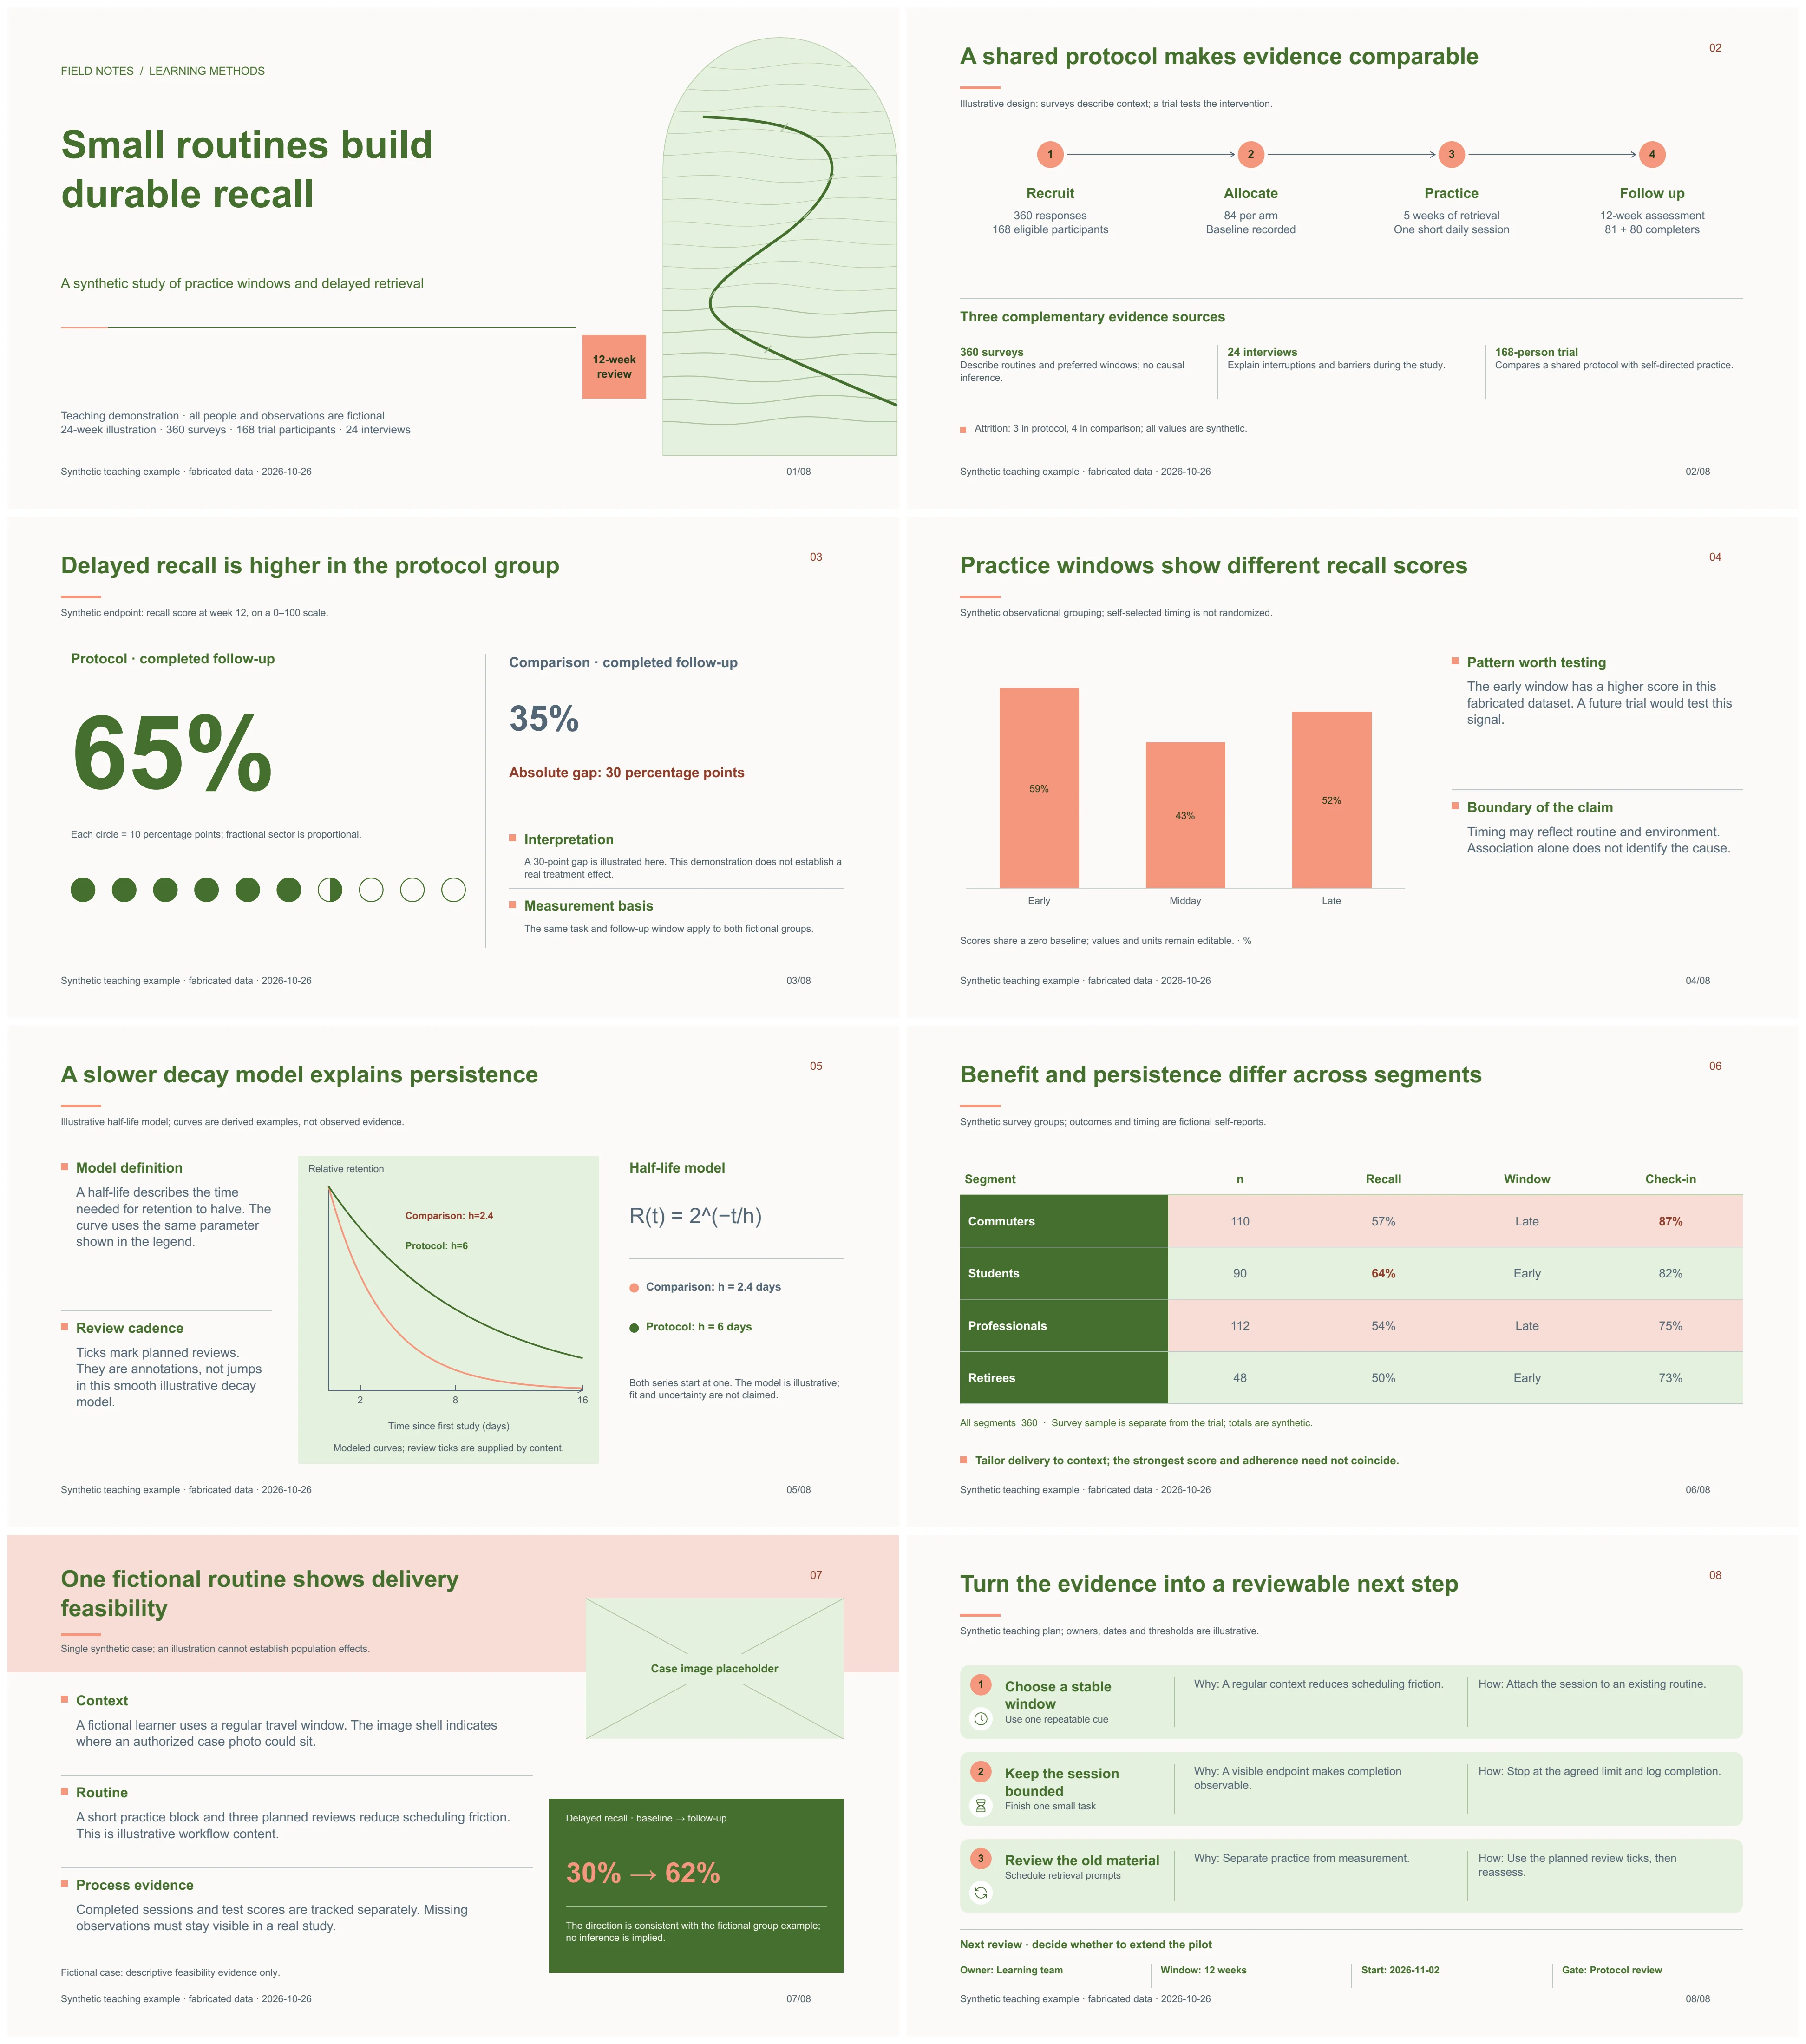 FIELD NOTES / LEARNING METHODS
Small routines build
durable recall
A synthetic study of practice windows and delayed retrieval
12-week
review
Teaching demonstration · all people and observations are fictional
24-week illustration · 360 surveys · 168 trial participants · 24 interviews
Synthetic teaching example · fabricated data · 2026-10-26
01/08
A shared protocol makes evidence comparable
02
Illustrative design: surveys describe context; a trial tests the intervention.
1
2
3
4
Recruit
Allocate
Practice
Follow up
360 responses
168 eligible participants
84 per arm
Baseline recorded
5 weeks of retrieval
One short daily session
12-week assessment
81 + 80 completers
Three complementary evidence sources
360 surveys
Describe routines and preferred windows; no causal
inference.
24 interviews
Explain interruptions and barriers during the study.
168-person trial
Compares a shared protocol with self-directed practice.
Attrition: 3 in protocol, 4 in comparison; all values are synthetic.
Synthetic teaching example · fabricated data · 2026-10-26
02/08
Delayed recall is higher in the protocol group
03
Synthetic endpoint: recall score at week 12, on a 0–100 scale.
Protocol · completed follow-up
65%
Each circle = 10 percentage points; fractional sector is proportional.
Comparison · completed follow-up
35%
Absolute gap: 30 percentage points
Interpretation
A 30-point gap is illustrated here. This demonstration does not establish a
real treatment effect.
Measurement basis
The same task and follow-up window apply to both fictional groups.
Synthetic teaching example · fabricated data · 2026-10-26
03/08
Practice windows show different recall scores
04
Synthetic observational grouping; self-selected timing is not randomized.
59%
43%
52%
Early
Midday
Late
Scores share a zero baseline; values and units remain editable. · %
Pattern worth testing
The early window has a higher score in this
fabricated dataset. A future trial would test this
signal.
Boundary of the claim
Timing may reflect routine and environment.
Association alone does not identify the cause.
Synthetic teaching example · fabricated data · 2026-10-26
04/08
A slower decay model explains persistence
05
Illustrative half-life model; curves are derived examples, not observed evidence.
Model definition
A half-life describes the time
needed for retention to halve. The
curve uses the same parameter
shown in the legend.
Review cadence
Ticks mark planned reviews.
They are annotations, not jumps
in this smooth illustrative decay
model.
Relative retention
Comparison: h=2.4
Protocol: h=6
2
8
16
Time since first study (days)
Modeled curves; review ticks are supplied by content.
Half-life model
R(t) = 2^(−t/h)
Comparison: h = 2.4 days
Protocol: h = 6 days
Both series start at one. The model is illustrative;
fit and uncertainty are not claimed.
Synthetic teaching example · fabricated data · 2026-10-26
05/08
Benefit and persistence differ across segments
06
Synthetic survey groups; outcomes and timing are fictional self-reports.
Segment n Recall Window Check-in
Commuters 110 57% Late 87%
Students 90 64% Early 82%
Professionals 112 54% Late 75%
Retirees 48 50% Early 73%
All segments 360 · Survey sample is separate from the trial; totals are synthetic.
Tailor delivery to context; the strongest score and adherence need not coincide.
Synthetic teaching example · fabricated data · 2026-10-26
06/08
One fictional routine shows delivery
feasibility
07
Single synthetic case; an illustration cannot establish population effects.
Case image placeholder
Context
A fictional learner uses a regular travel window. The image shell indicates
where an authorized case photo could sit.
Routine
A short practice block and three planned reviews reduce scheduling friction.
This is illustrative workflow content.
Process evidence
Completed sessions and test scores are tracked separately. Missing
observations must stay visible in a real study.
Delayed recall · baseline → follow-up
30% → 62%
The direction is consistent with the fictional group example;
no inference is implied.
Fictional case: descriptive feasibility evidence only.
Synthetic teaching example · fabricated data · 2026-10-26
07/08
Turn the evidence into a reviewable next step
08
Synthetic teaching plan; owners, dates and thresholds are illustrative.
1
Choose a stable
window
Use one repeatable cue
Why: A regular context reduces scheduling friction.
How: Attach the session to an existing routine.
2
Keep the session
bounded
Finish one small task
Why: A visible endpoint makes completion
observable.
How: Stop at the agreed limit and log completion.
3
Review the old material
Schedule retrieval prompts
Why: Separate practice from measurement.
How: Use the planned review ticks, then
reassess.
Next review · decide whether to extend the pilot
Owner: Learning team
Window: 12 weeks
Start: 2026-11-02
Gate: Protocol review
Synthetic teaching example · fabricated data · 2026-10-26
08/08